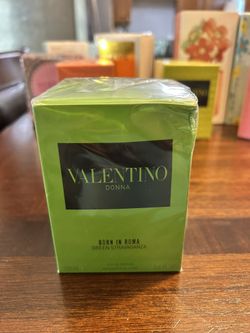 VALENTINO
DONNA
BORN IN ROMA
GREEN STRAVAGANZA